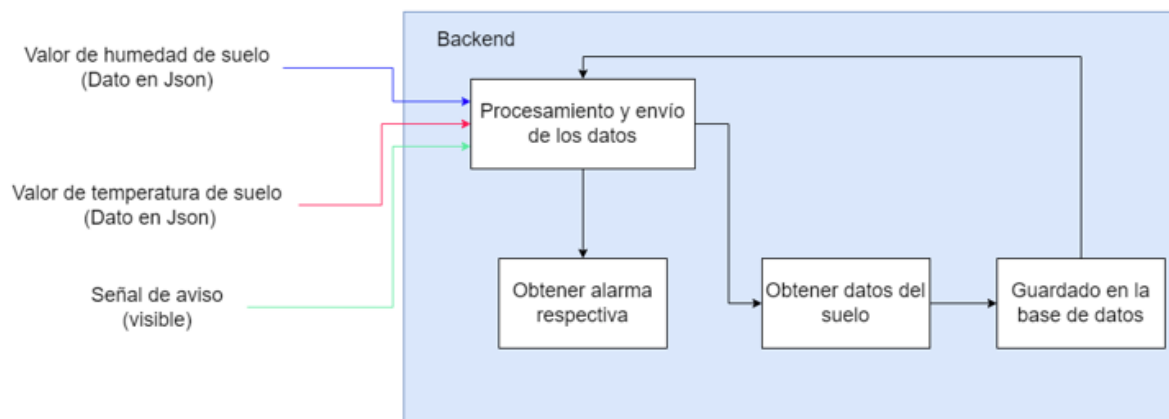 Valor de humedad de suelo
(Dato en Json)
Valor de temperatura de suelo
(Dato en Json)
Señal de aviso
(visible)
Backend
Procesamiento y envío
de los datos
Obtener alarma
respectiva
Obtener datos del
suelo
Guardado en la
base de datos